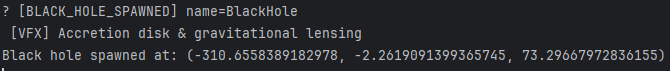 ? [BLACK_HOLE_SPAWNED] name=BlackHole
[VFX] Accretion disk & gravitational lensing
Black hole spawned at: (-310.6558389182978, -2.2619091399365745, 73.29667972836155)